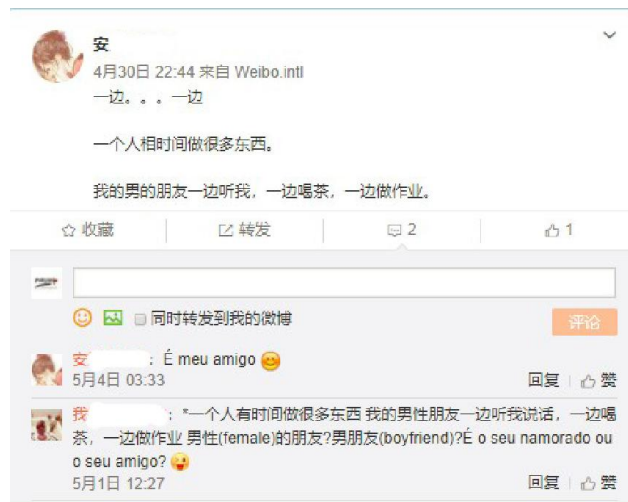 安
4月30日 22:44 来自 Weibo.intl
一边。。。一边
一个人相时间做很多东西。
我的男的朋友一边听我，一边喝茶，一边做作业。
收藏
转发
2
1
同时转发到我的微博
评论
安 ：É meu amigo
5月4日 03:33
回复 赞
我 ：*一个人有时间做很多东西 我的男性朋友一边听我说话，一边喝
茶，一边做作业 男性(female)的朋友?男朋友(boyfriend)?É o seu namorado ou
o seu amigo?
5月1日 12:27
回复 赞